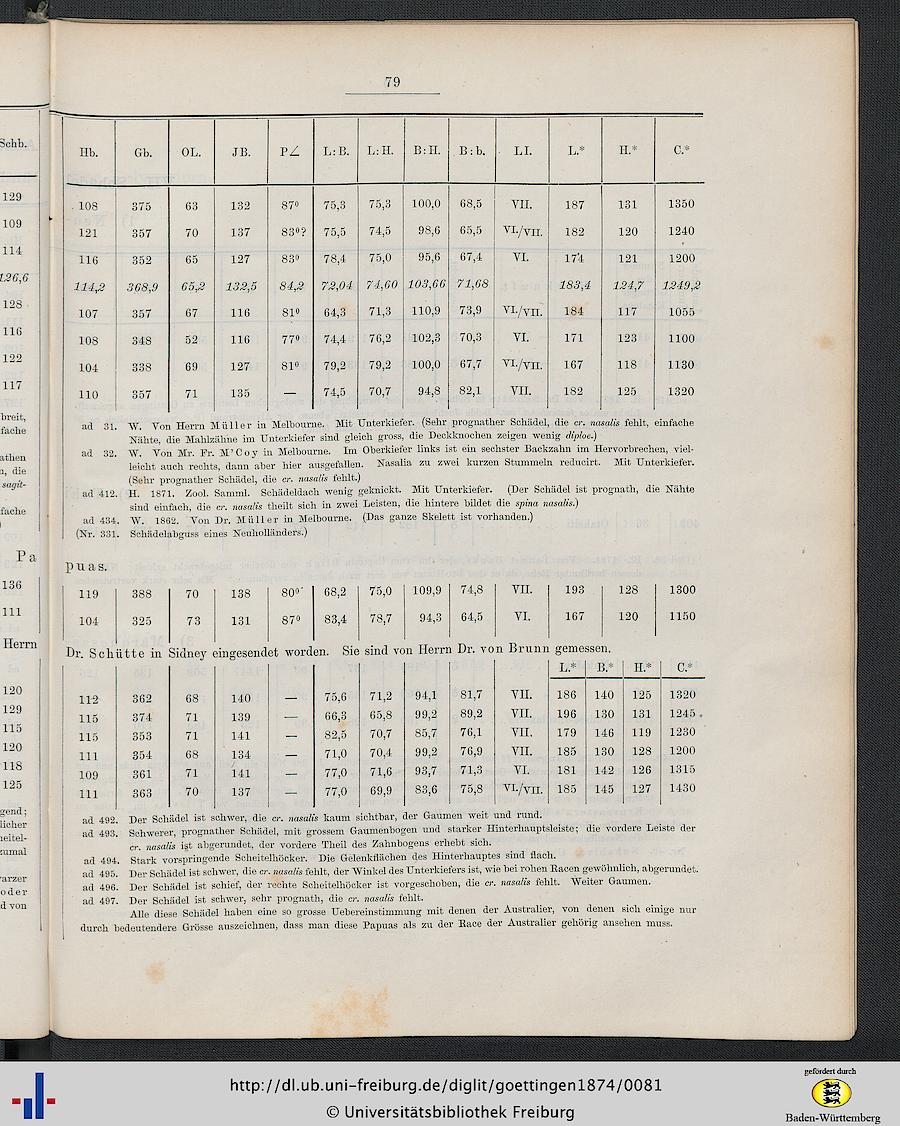 79
Schb.
129
109
114
126,6
128
116
122
117
breit,
fache
athen
n, die
sagit-
fache
)
Pa
136
111
Herrn
120
129
115
120
118
125
gend;
licher
heitel-
zumal
varzer
oder
d von
Hb. Gb. OL. JB. P∠ L:B. L:H. B:H. B:b. LI. L.* H.* C.*
108 375 63 132 87⁰ 75,3 75,3 100,0 68,5 VII. 187 131 1350
121 357 70 137 83⁰? 75,5 74,5 98,6 65,5 VI./VII. 182 120 1240
116 352 65 127 83⁰ 78,4 75,0 95,6 67,4 VI. 174 121 1200
114,2 368,9 65,2 132,5 84,2 72,04 74,60 103,66 71,68 183,4 124,7 1249,2
107 357 67 116 81⁰ 64,3 71,3 110,9 73,9 VI./VII. 184 117 1055
108 348 52 116 77⁰ 74,4 76,2 102,3 70,3 VI. 171 123 1100
104 338 69 127 81⁰ 79,2 79,2 100,0 67,7 VI./VII. 167 118 1130
110 357 71 135 — 74,5 70,7 94,8 82,1 VII. 182 125 1320
ad 31. W. Von Herrn Müller in Melbourne. Mit Unterkiefer. (Sehr prognather Schädel, die cr. nasalis fehlt, einfache
Nähte, die Mahlzähne im Unterkiefer sind gleich gross, die Deckknochen zeigen wenig diploe.)
ad 32. W. Von Mr. Fr. M'Coy in Melbourne. Im Oberkiefer links ist ein sechster Backzahn im Hervorbrechen, viel-
leicht auch rechts, dann aber hier ausgefallen. Nasalia zu zwei kurzen Stummeln reducirt. Mit Unterkiefer.
(Sehr prognather Schädel, die cr. nasalis fehlt.)
ad 412. H. 1871. Zool. Samml. Schädeldach wenig geknickt. Mit Unterkiefer. (Der Schädel ist prognath, die Nähte
sind einfach, die cr. nasalis theilt sich in zwei Leisten, die hintere bildet die spina nasalis.)
ad 434. W. 1862. Von Dr. Müller in Melbourne. (Das ganze Skelett ist vorhanden.)
(Nr. 331. Schädelabguss eines Neuholländers.)
puas.
119 388 70 138 80⁰ 68,2 75,0 109,9 74,8 VII. 193 128 1300
104 325 73 131 87⁰ 83,4 78,7 94,3 64,5 VI. 167 120 1150
Dr. Schütte in Sidney eingesendet worden. Sie sind von Herrn Dr. von Brunn gemessen.
L.* B.* H.* C.*
112 362 68 140 — 75,6 71,2 94,1 81,7 VII. 186 140 125 1320
115 374 71 139 — 66,3 65,8 99,2 89,2 VII. 196 130 131 1245
115 353 71 141 — 82,5 70,7 85,7 76,1 VII. 179 146 119 1230
111 354 68 134 — 71,0 70,4 99,2 76,9 VII. 185 130 128 1200
109 361 71 141 — 77,0 71,6 93,7 71,3 VI. 181 142 126 1315
111 363 70 137 — 77,0 69,9 83,6 75,8 VI./VII. 185 145 127 1430
ad 492. Der Schädel ist schwer, die cr. nasalis kaum sichtbar, der Gaumen weit und rund.
ad 493. Schwerer, prognather Schädel, mit grossem Gaumenbogen und starker Hinterhauptsleiste; die vordere Leiste der
cr. nasalis ist abgerundet, der vordere Theil des Zahnbogens erhebt sich.
ad 494. Stark vorspringende Scheitelhöcker. Die Gelenkflächen des Hinterhauptes sind flach.
ad 495. Der Schädel ist schwer, die cr. nasalis fehlt, der Winkel des Unterkiefers ist, wie bei rohen Racen gewöhnlich, abgerundet.
ad 496. Der Schädel ist schief, der rechte Scheitelhöcker ist vorgeschoben, die cr. nasalis fehlt. Weiter Gaumen.
ad 497. Der Schädel ist schwer, sehr prognath, die cr. nasalis fehlt.
Alle diese Schädel haben eine so grosse Uebereinstimmung mit denen der Australier, von denen sich einige nur
durch bedeutendere Grösse auszeichnen, dass man diese Papuas als zu der Race der Australier gehörig ansehen muss.
http://dl.ub.uni-freiburg.de/diglit/goettingen1874/0081
© Universitätsbibliothek Freiburg
gefördert durch
Baden-Württemberg